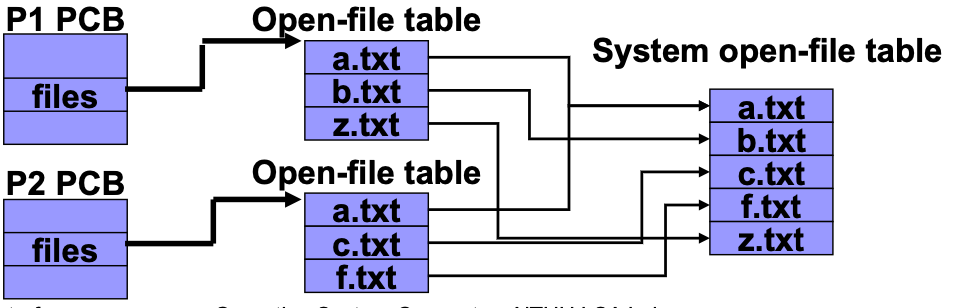 P1 PCB
files
Open-file table
a.txt
b.txt
z.txt
P2 PCB
files
Open-file table
a.txt
c.txt
f.txt
System open-file table
a.txt
b.txt
c.txt
f.txt
z.txt